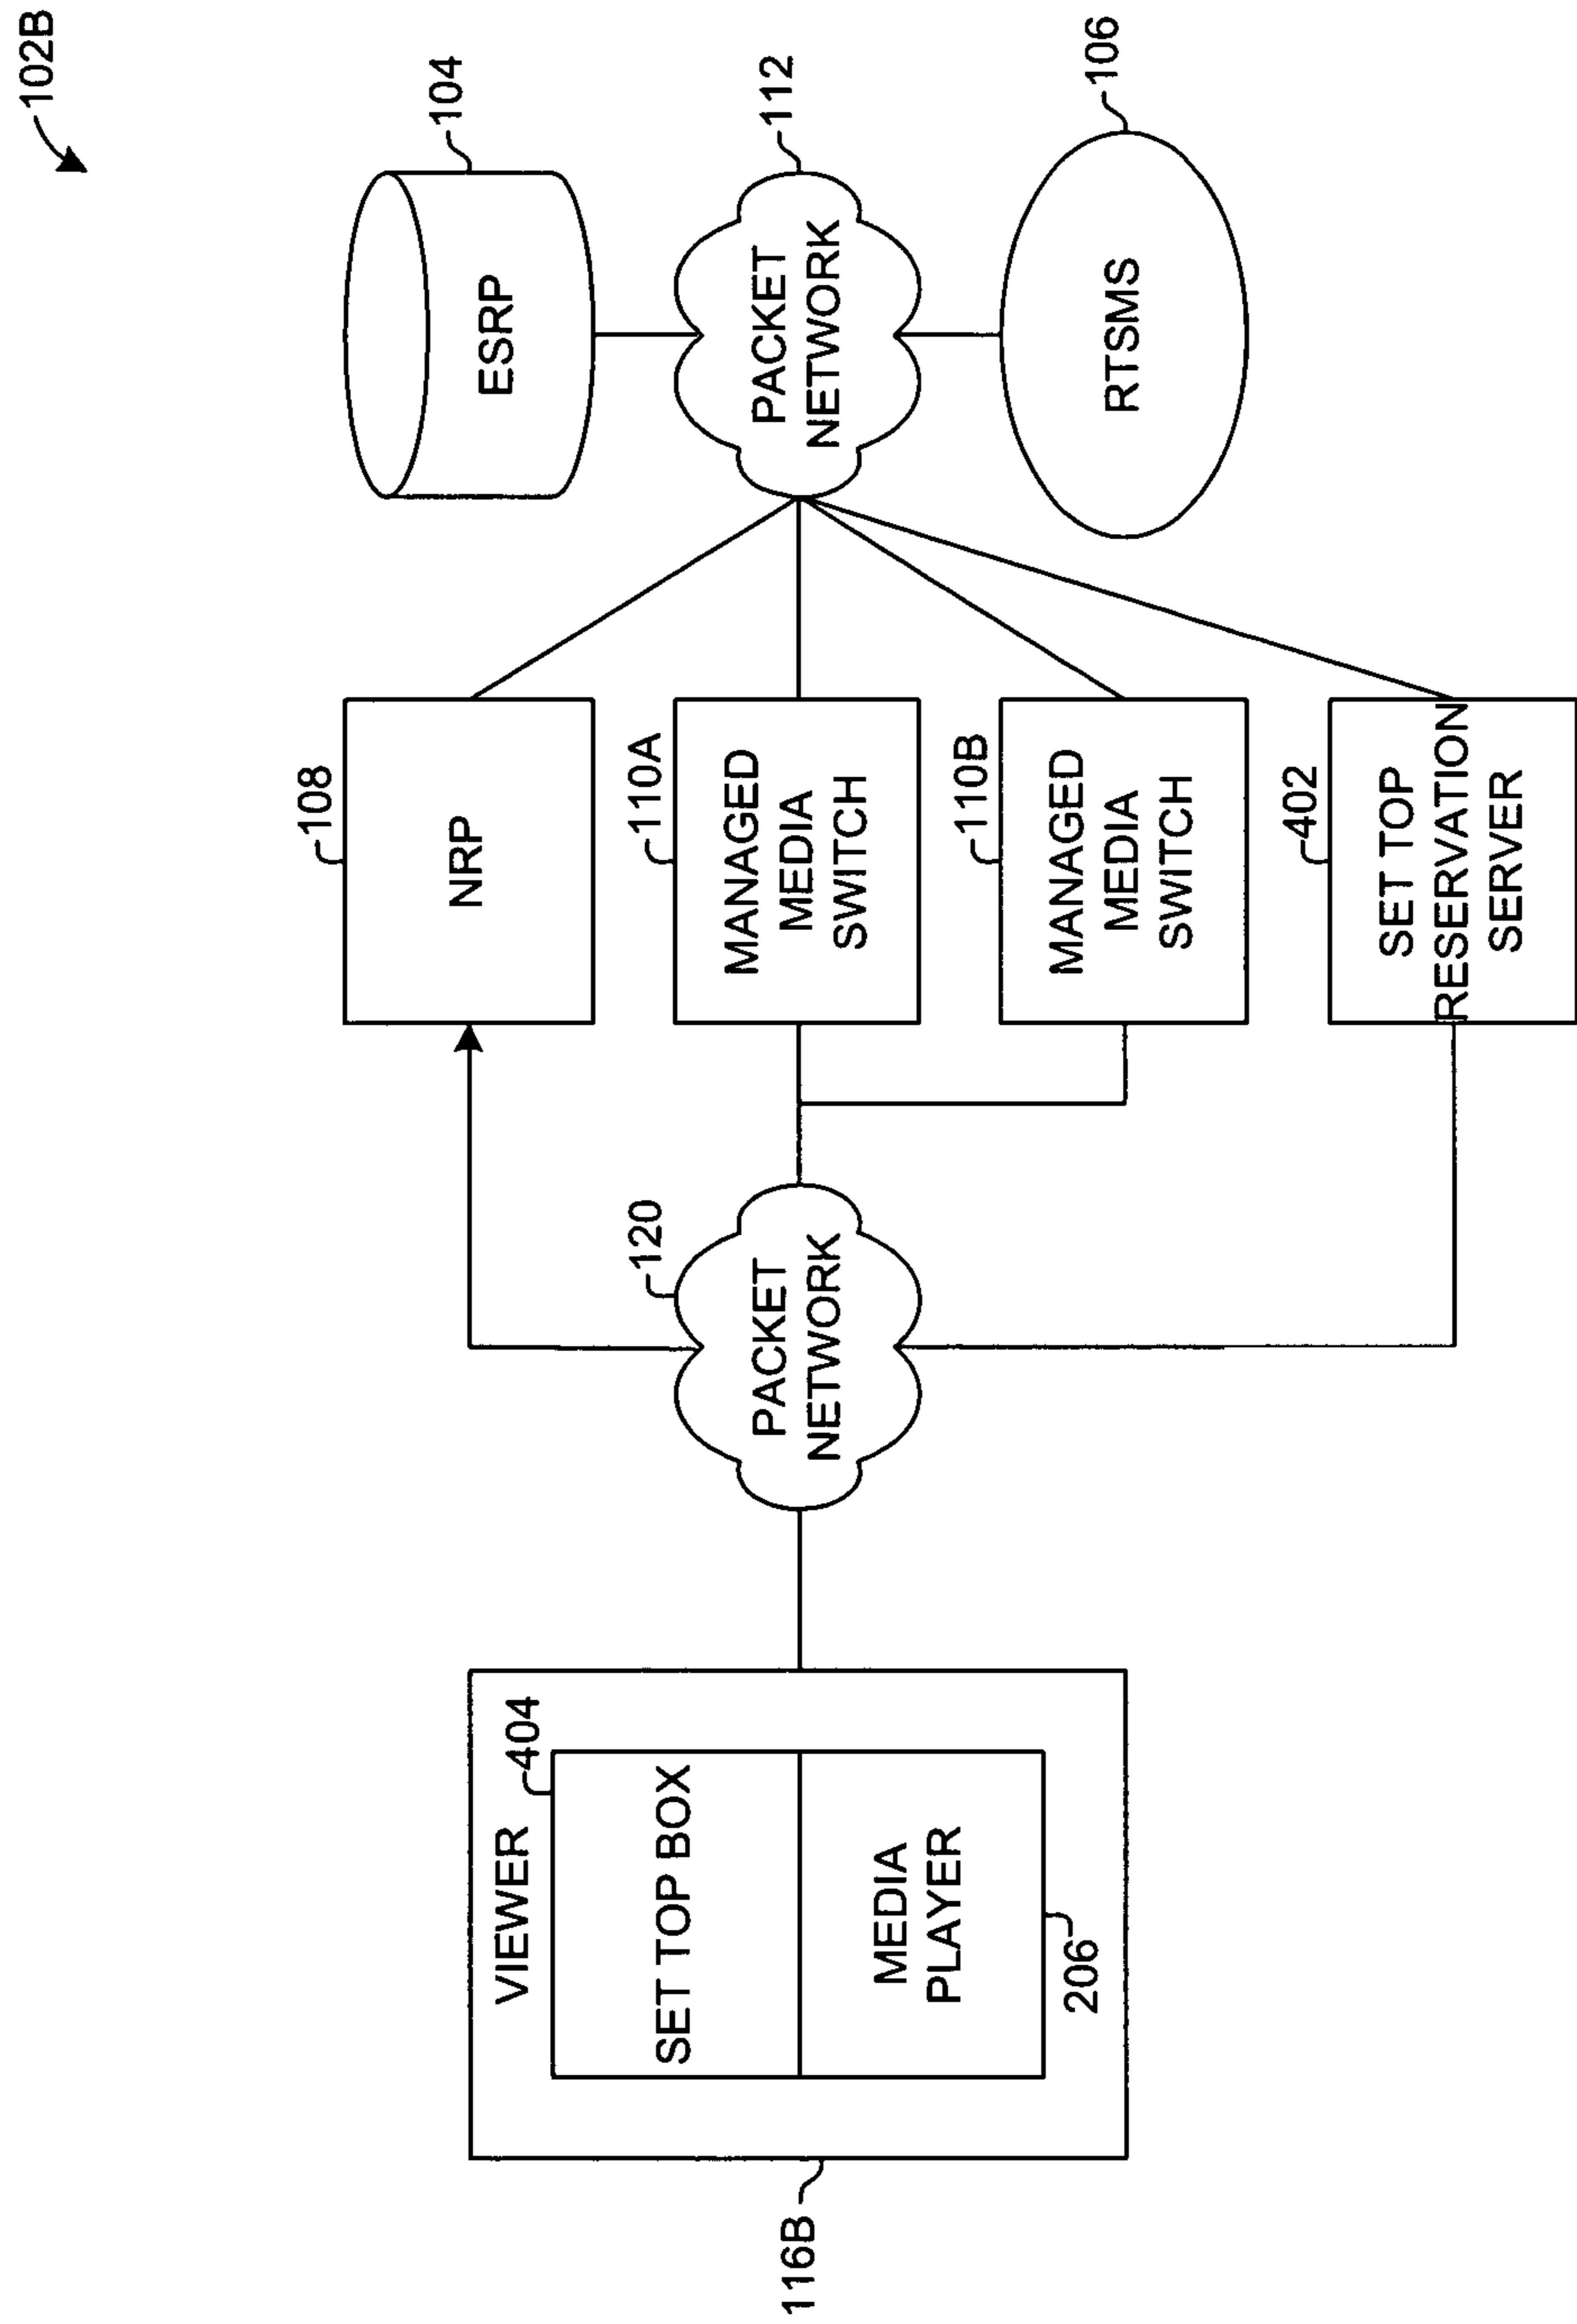 102B
ESRP
104
PACKET
NETWORK
112
RTSMS
106
108
NRP
110A
MANAGED
MEDIA
SWITCH
110B
MANAGED
MEDIA
SWITCH
402
SET TOP
RESERVATION
SERVER
120
PACKET
NETWORK
VIEWER
404
SET TOP BOX
MEDIA
PLAYER
206
116B